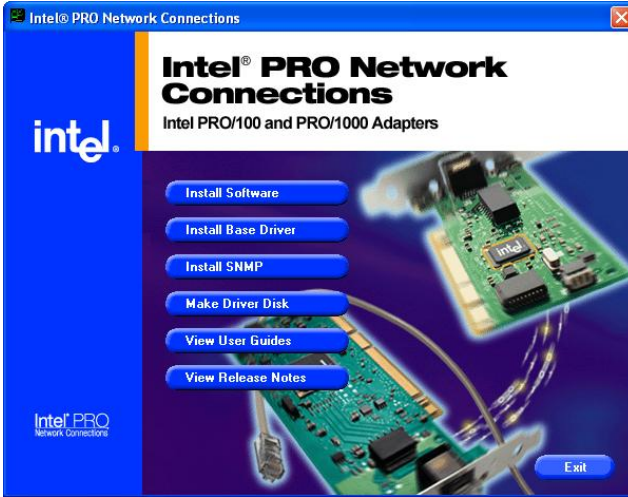 Intel® PRO Network Connections
Intel® PRO Network
Connections
Intel PRO/100 and PRO/1000 Adapters
intel®
Install Software
Install Base Driver
Install SNMP
Make Driver Disk
View User Guides
View Release Notes
intel
Intel® PRO
Network Connections
Exit